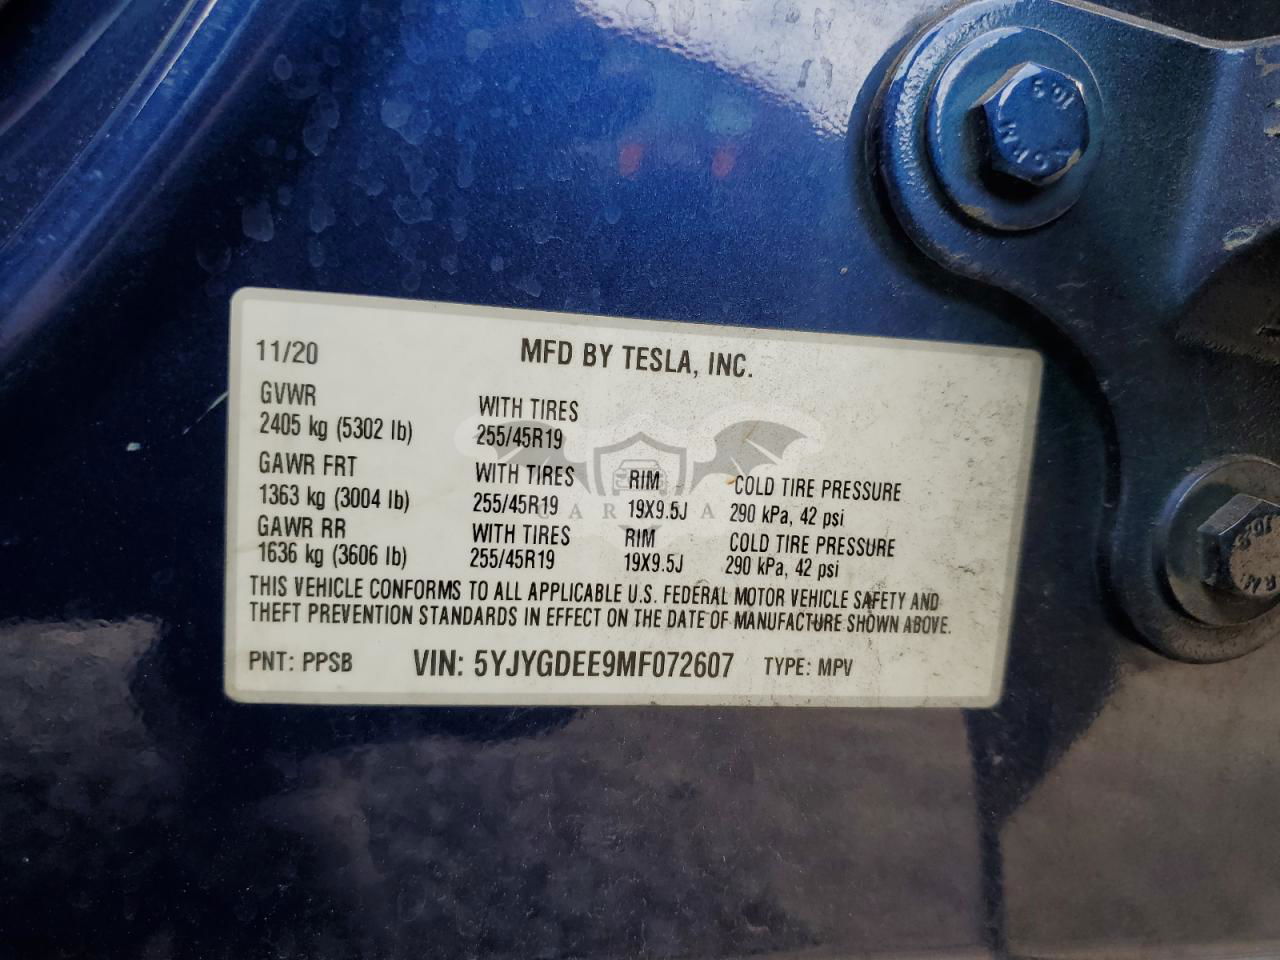 11/20 MFD BY TESLA, INC.
GVWR WITH TIRES
2405 kg (5302 lb) 255/45R19
GAWR FRT WITH TIRES RIM COLD TIRE PRESSURE
1363 kg (3004 lb) 255/45R19 19X9.5J 290 kPa, 42 psi
GAWR RR WITH TIRES RIM COLD TIRE PRESSURE
1636 kg (3606 lb) 255/45R19 19X9.5J 290 kPa, 42 psi
THIS VEHICLE CONFORMS TO ALL APPLICABLE U.S. FEDERAL MOTOR VEHICLE SAFETY AND
THEFT PREVENTION STANDARDS IN EFFECT ON THE DATE OF MANUFACTURE SHOWN ABOVE.
PNT: PPSB VIN: 5YJYGDEE9MF072607 TYPE: MPV
10.9